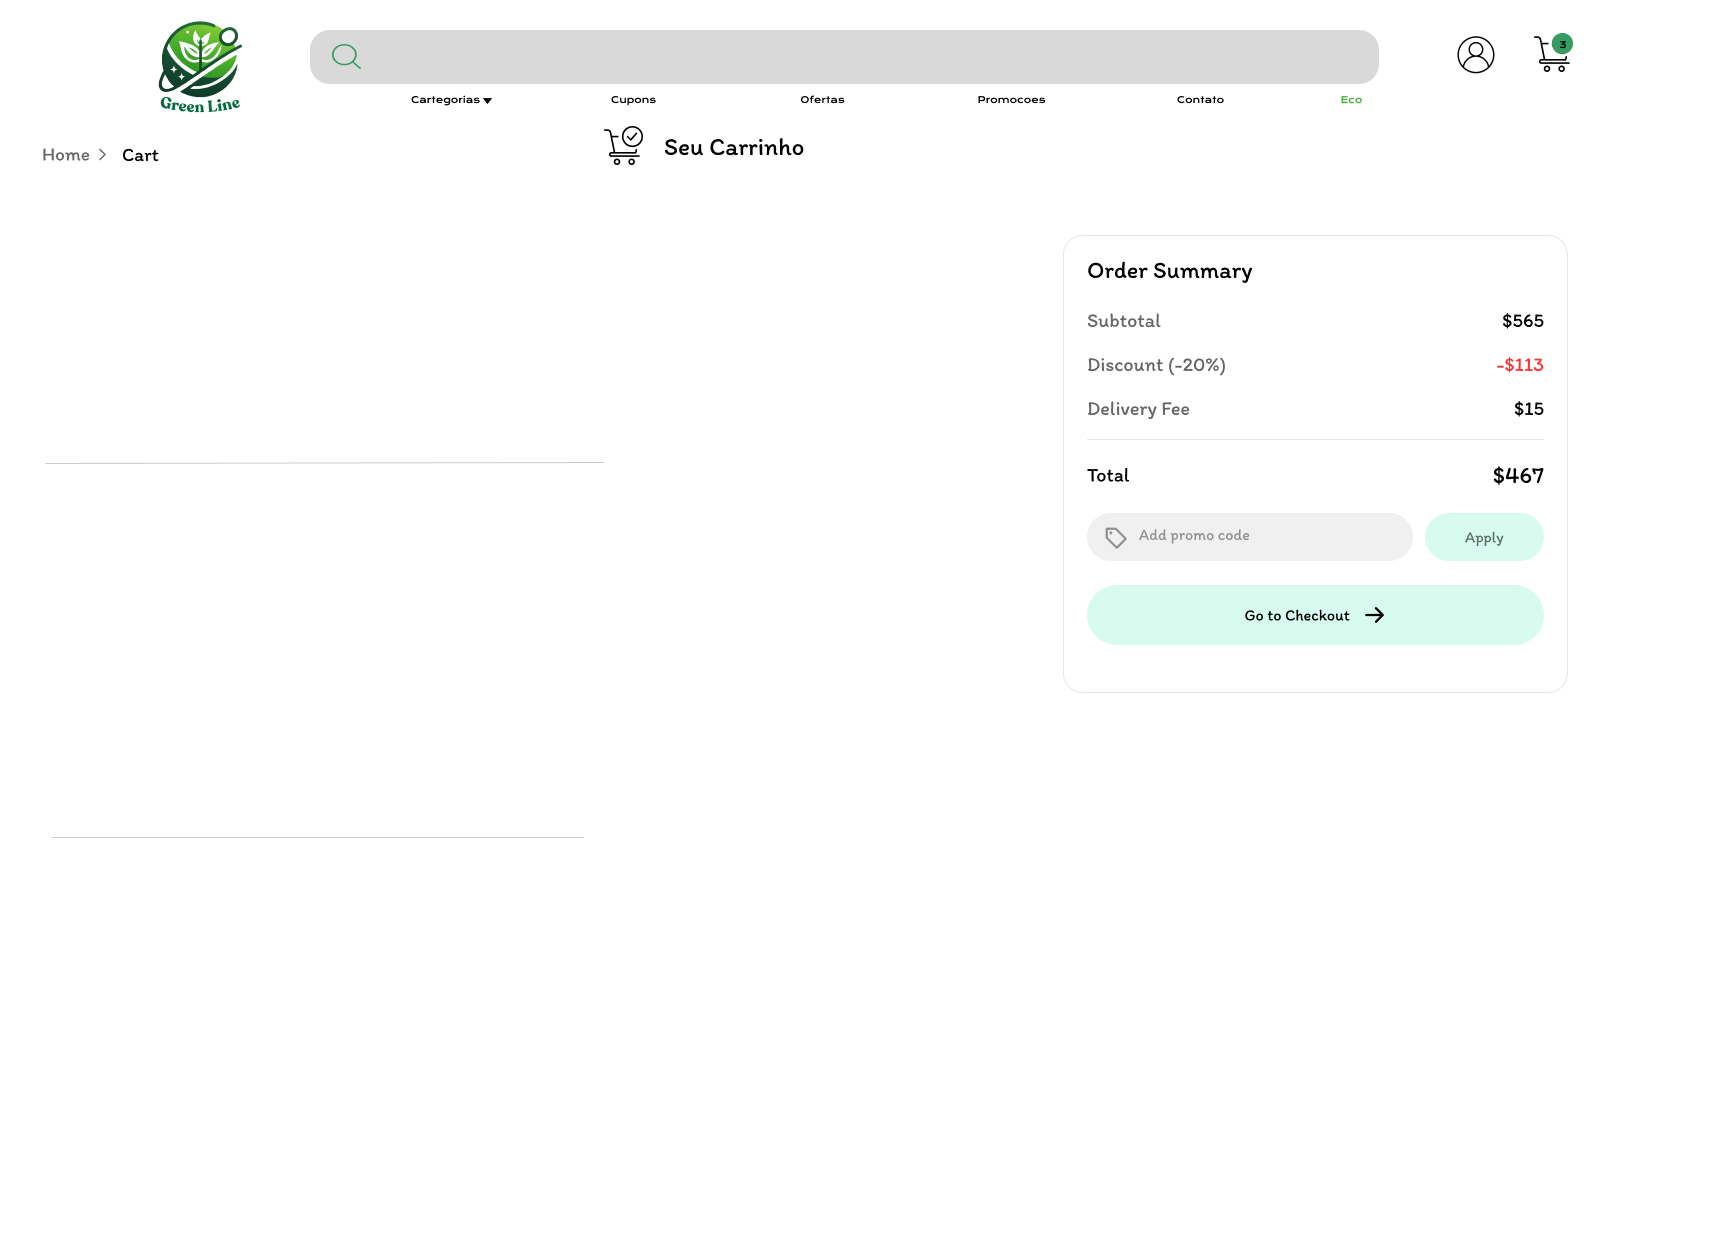 Green Line
3
Cartegorias Cupons Ofertas Promocoes Contato Eco
Home Cart
Seu Carrinho
Order Summary
Subtotal $565
Discount (-20%) -$113
Delivery Fee $15
Total $467
Add promo code Apply
Go to Checkout